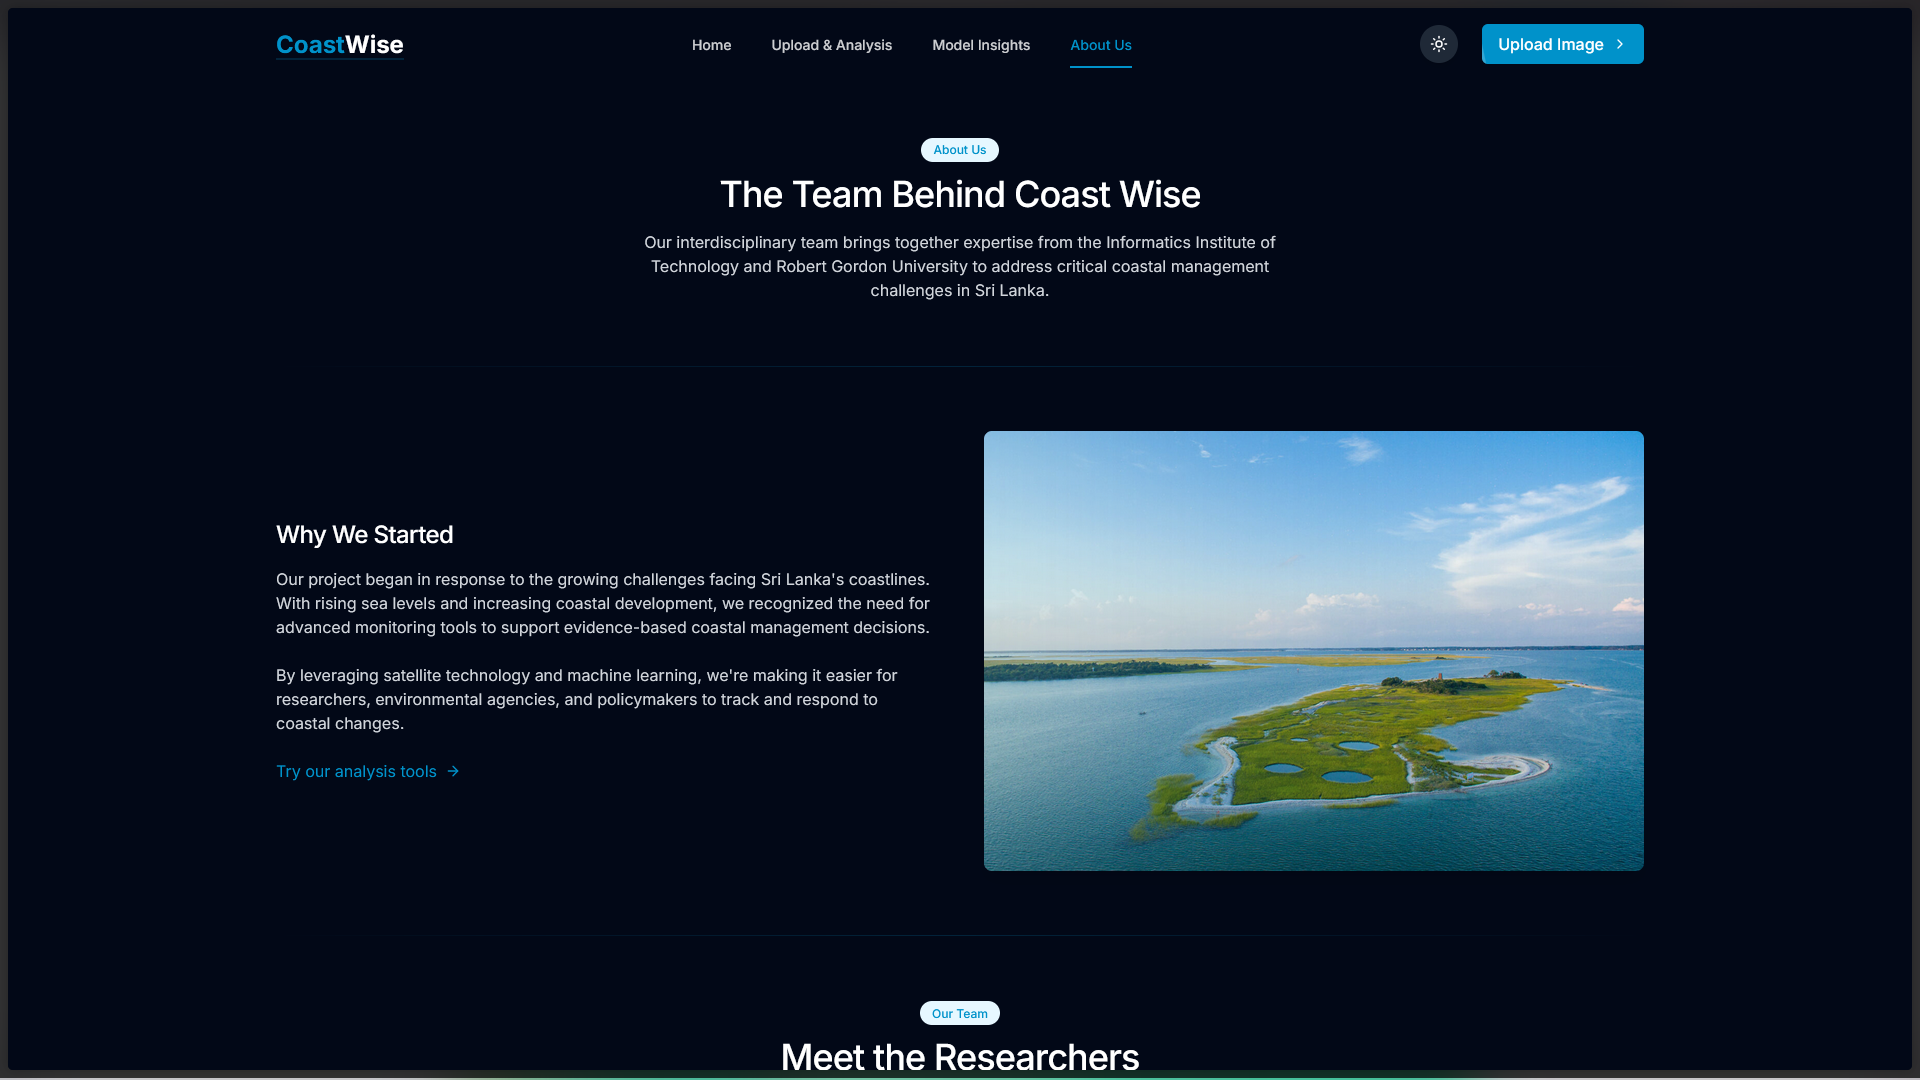 CoastWise
Home
Upload & Analysis
Model Insights
About Us
Upload Image
About Us
The Team Behind Coast Wise
Our interdisciplinary team brings together expertise from the Informatics Institute of
Technology and Robert Gordon University to address critical coastal management
challenges in Sri Lanka.
Why We Started
Our project began in response to the growing challenges facing Sri Lanka's coastlines.
With rising sea levels and increasing coastal development, we recognized the need for
advanced monitoring tools to support evidence-based coastal management decisions.
By leveraging satellite technology and machine learning, we're making it easier for
researchers, environmental agencies, and policymakers to track and respond to
coastal changes.
Try our analysis tools
Our Team
Meet the Researchers